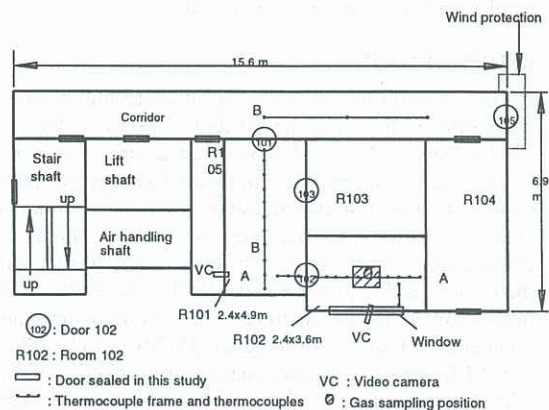 Wind protection
15.6 m
Corridor
B
101
105
Stair shaft
Lift shaft
R1 05
103
R103
R104
6.9 m
up
Air handling shaft
B
VC
A
102
A
up
R101 2.4x4.9m
R102 2.4x3.6m
VC
Window
102 : Door 102
R102 : Room 102
: Door sealed in this study
VC : Video camera
: Thermocouple frame and thermocouples
: Gas sampling position